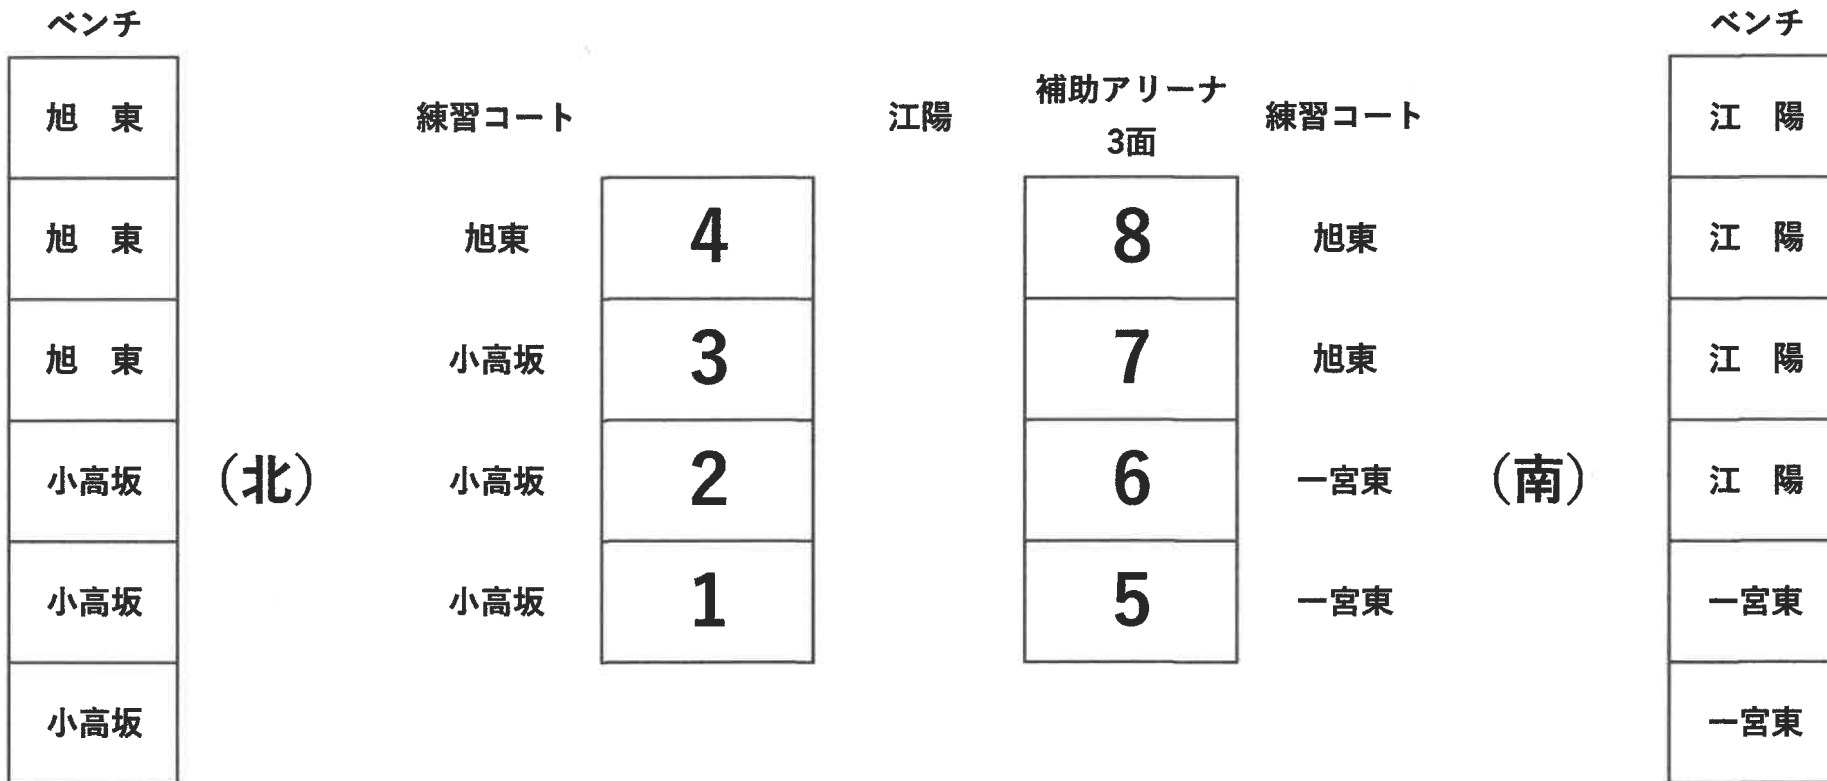 ベンチ ベンチ
旭　東 練習コート 江陽 補助アリーナ 練習コート 江　陽
3面
旭　東 旭東 4 8 旭東 江　陽
旭　東 小高坂 3 7 旭東 江　陽
小高坂 （北） 小高坂 2 6 一宮東 （南） 江　陽
小高坂 小高坂 1 5 一宮東 一宮東
小高坂 一宮東